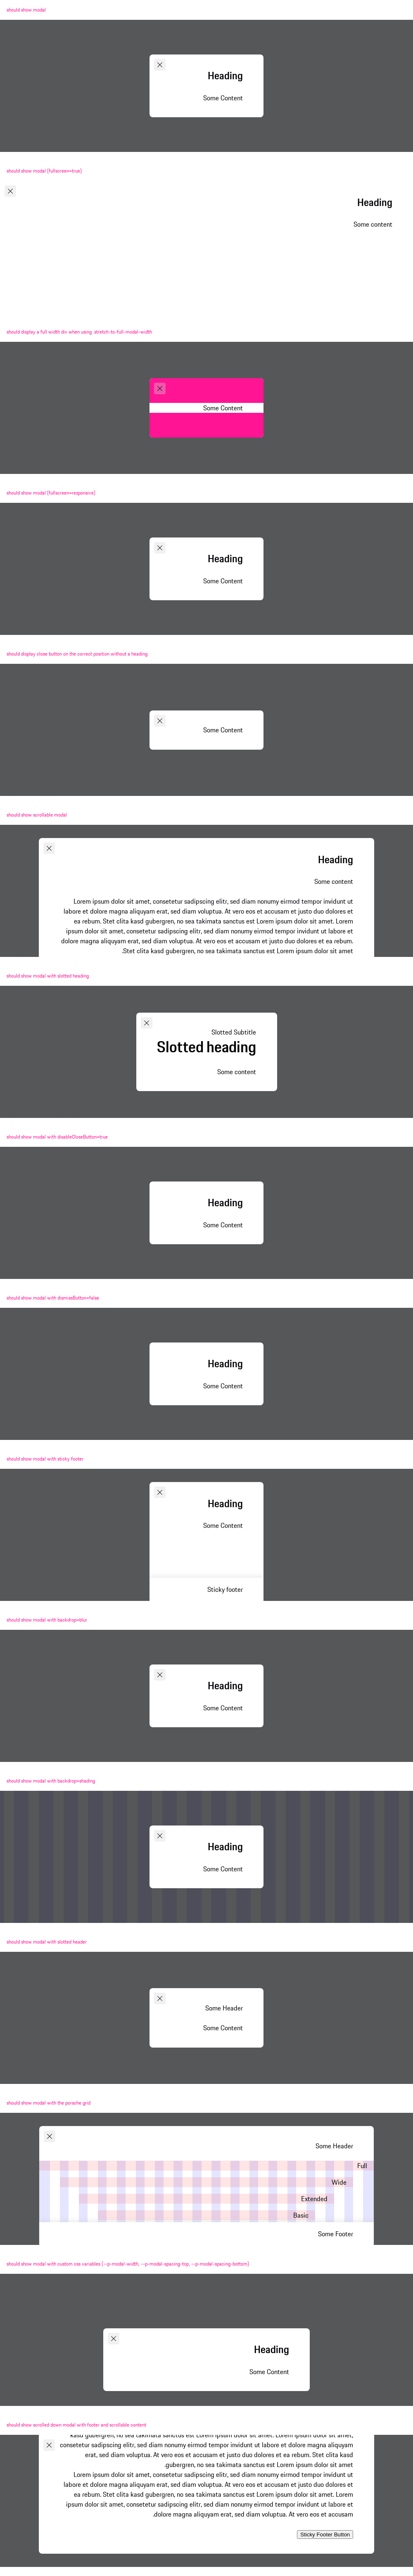 should show modal
Heading
Some Content
should show modal (fullscreen=true)
Heading
Some content
should display a full width div when using .stretch-to-full-modal-width
Some Content
should show modal (fullscreen=responsive)
Heading
Some Content
should display close button on the correct position without a heading
Some Content
should show scrollable modal
Heading
Some content
Lorem ipsum dolor sit amet, consetetur sadipscing elitr, sed diam nonumy eirmod tempor invidunt ut
labore et dolore magna aliquyam erat, sed diam voluptua. At vero eos et accusam et justo duo dolores et
ea rebum. Stet clita kasd gubergren, no sea takimata sanctus est Lorem ipsum dolor sit amet. Lorem
ipsum dolor sit amet, consetetur sadipscing elitr, sed diam nonumy eirmod tempor invidunt ut labore et
dolore magna aliquyam erat, sed diam voluptua. At vero eos et accusam et justo duo dolores et ea rebum.
.Stet clita kasd gubergren, no sea takimata sanctus est Lorem ipsum dolor sit amet
should show modal with slotted heading
Slotted Subtitle
Slotted heading
Some content
should show modal with disableCloseButton=true
Heading
Some Content
should show modal with dismissButton=false
Heading
Some Content
should show modal with sticky footer
Heading
Some Content
Sticky footer
should show modal with backdrop=blur
Heading
Some Content
should show modal with backdrop=shading
Heading
Some Content
should show modal with slotted header
Some Header
Some Content
should show modal with the porsche grid
Some Header
Full
Wide
Extended
Basic
Some Footer
should show modal with custom css variables (--p-modal-width, --p-modal-spacing-top, --p-modal-spacing-bottom)
Heading
Some Content
should show scrolled down modal with footer and scrollable content
kasd gubergren, no sea takimata sanctus est Lorem ipsum dolor sit amet. Lorem ipsum dolor sit amet,
consetetur sadipscing elitr, sed diam nonumy eirmod tempor invidunt ut labore et dolore magna aliquyam
erat, sed diam voluptua. At vero eos et accusam et justo duo dolores et ea rebum. Stet clita kasd
.gubergren, no sea takimata sanctus est Lorem ipsum dolor sit amet
Lorem ipsum dolor sit amet, consetetur sadipscing elitr, sed diam nonumy eirmod tempor invidunt ut
labore et dolore magna aliquyam erat, sed diam voluptua. At vero eos et accusam et justo duo dolores et
ea rebum. Stet clita kasd gubergren, no sea takimata sanctus est Lorem ipsum dolor sit amet. Lorem
ipsum dolor sit amet, consetetur sadipscing elitr, sed diam nonumy eirmod tempor invidunt ut labore et
.dolore magna aliquyam erat, sed diam voluptua. At vero eos et accusam
Sticky Footer Button